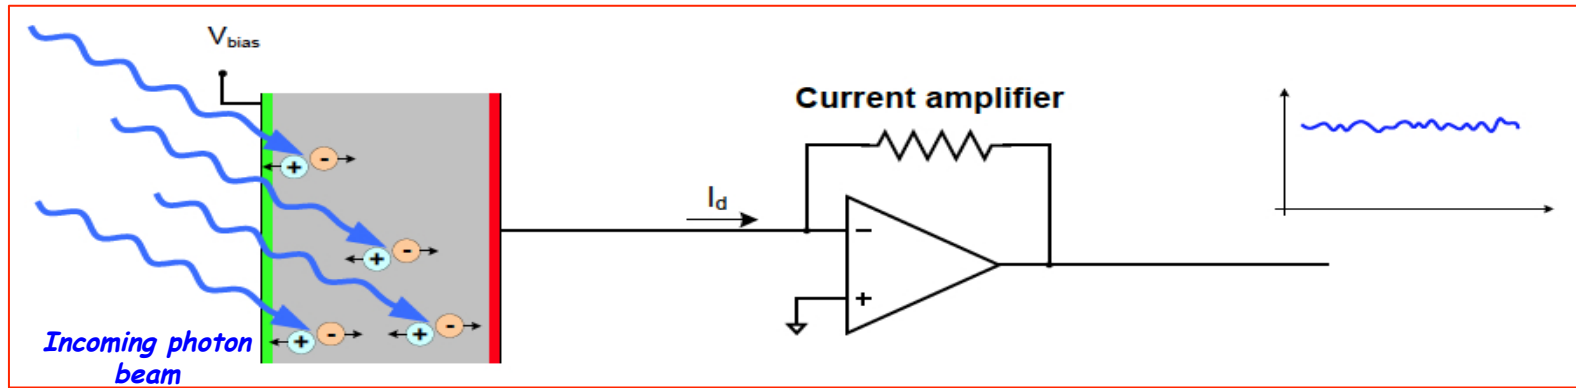 V_bias
Current amplifier
I_d
+ -
+ -
+ -
+ -
−
+
Incoming photon
beam